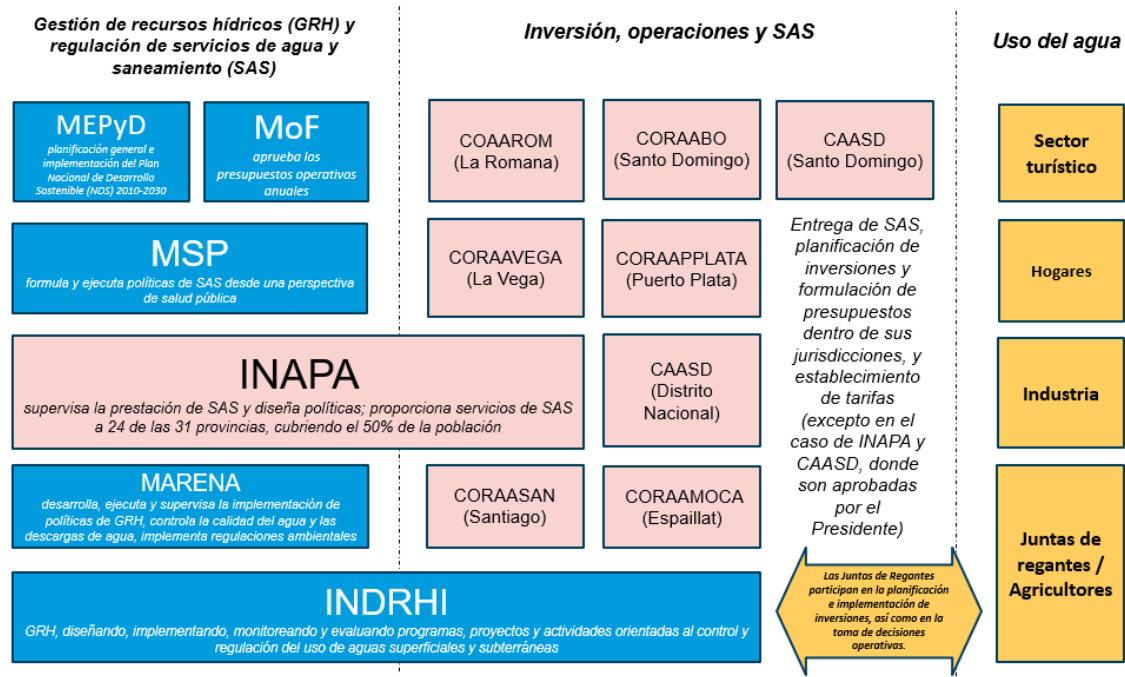 Gestión de recursos hídricos (GRH) y
regulación de servicios de agua y
saneamiento (SAS)
Inversión, operaciones y SAS
Uso del agua
MEPyD
planificación general e
implementación del Plan
Nacional de Desarrollo
Sostenible (NDS) 2010-2030
MoF
aprueba los
presupuestos operativos
anuales
COAAROM
(La Romana)
CORAABO
(Santo Domingo)
CAASD
(Santo Domingo)
Sector
turístico
MSP
formula y ejecuta políticas de SAS desde una perspectiva
de salud pública
CORAAVEGA
(La Vega)
CORAAPPLATA
(Puerto Plata)
Entrega de SAS,
planificación de
inversiones y
formulación de
presupuestos
dentro de sus
jurisdicciones, y
establecimiento
de tarifas
(excepto en el
caso de INAPA y
CAASD, donde
son aprobadas
por el
Presidente)
Hogares
INAPA
supervisa la prestación de SAS y diseña políticas; proporciona servicios de SAS
a 24 de las 31 provincias, cubriendo el 50% de la población
CAASD
(Distrito
Nacional)
Industria
MARENA
desarrolla, ejecuta y supervisa la implementación de
políticas de GRH, controla la calidad del agua y las
descargas de agua, implementa regulaciones ambientales
CORAASAN
(Santiago)
CORAAMOCA
(Espaillat)
Juntas de
regantes /
Agricultores
INDRHI
GRH, diseñando, implementando, monitoreando y evaluando programas, proyectos y actividades orientadas al control y
regulación del uso de aguas superficiales y subterráneas
Las Juntas de Regantes
participan en la planificación
e implementación de
inversiones, así como en la
toma de decisiones
operativas.